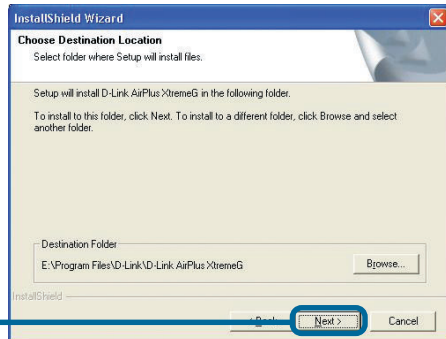 InstallShield Wizard
Choose Destination Location
Select folder where Setup will install files.
Setup will install D-Link AirPlus XtremeG in the following folder.
To install to this folder, click Next. To install to a different folder, click Browse and select
another folder.
Destination Folder
E:\Program Files\D-Link\D-Link AirPlus XtremeG
Browse...
InstallShield
Next >
Cancel